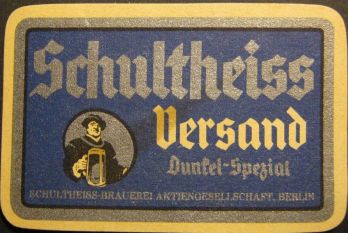 Schultheiss
Versand
Dunkel-Spezial
SCHULTHEISS-BRAUEREI AKTIENGESELLSCHAFT, BERLIN